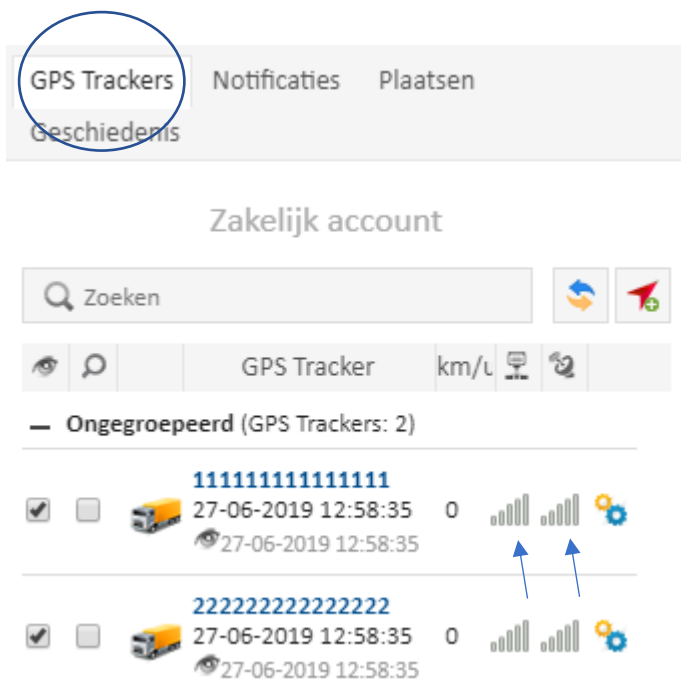 GPS Trackers Notificaties Plaatsen
Geschiedenis
Zakelijk account
Zoeken
GPS Tracker km/u
Ongegroepeerd (GPS Trackers: 2)
111111111111111
27-06-2019 12:58:35 0
27-06-2019 12:58:35
222222222222222
27-06-2019 12:58:35 0
27-06-2019 12:58:35